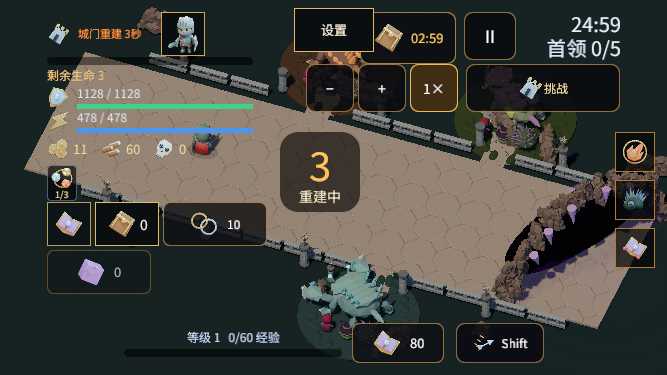 城门重建 3秒
剩余生命 3
1128 / 1128
478 / 478
11
60
0
1/3
0
10
0
设置
02:59
24:59
首领 0/5
−
+
1×
挑战
3
重建中
等级 1 0/60 经验
80
Shift